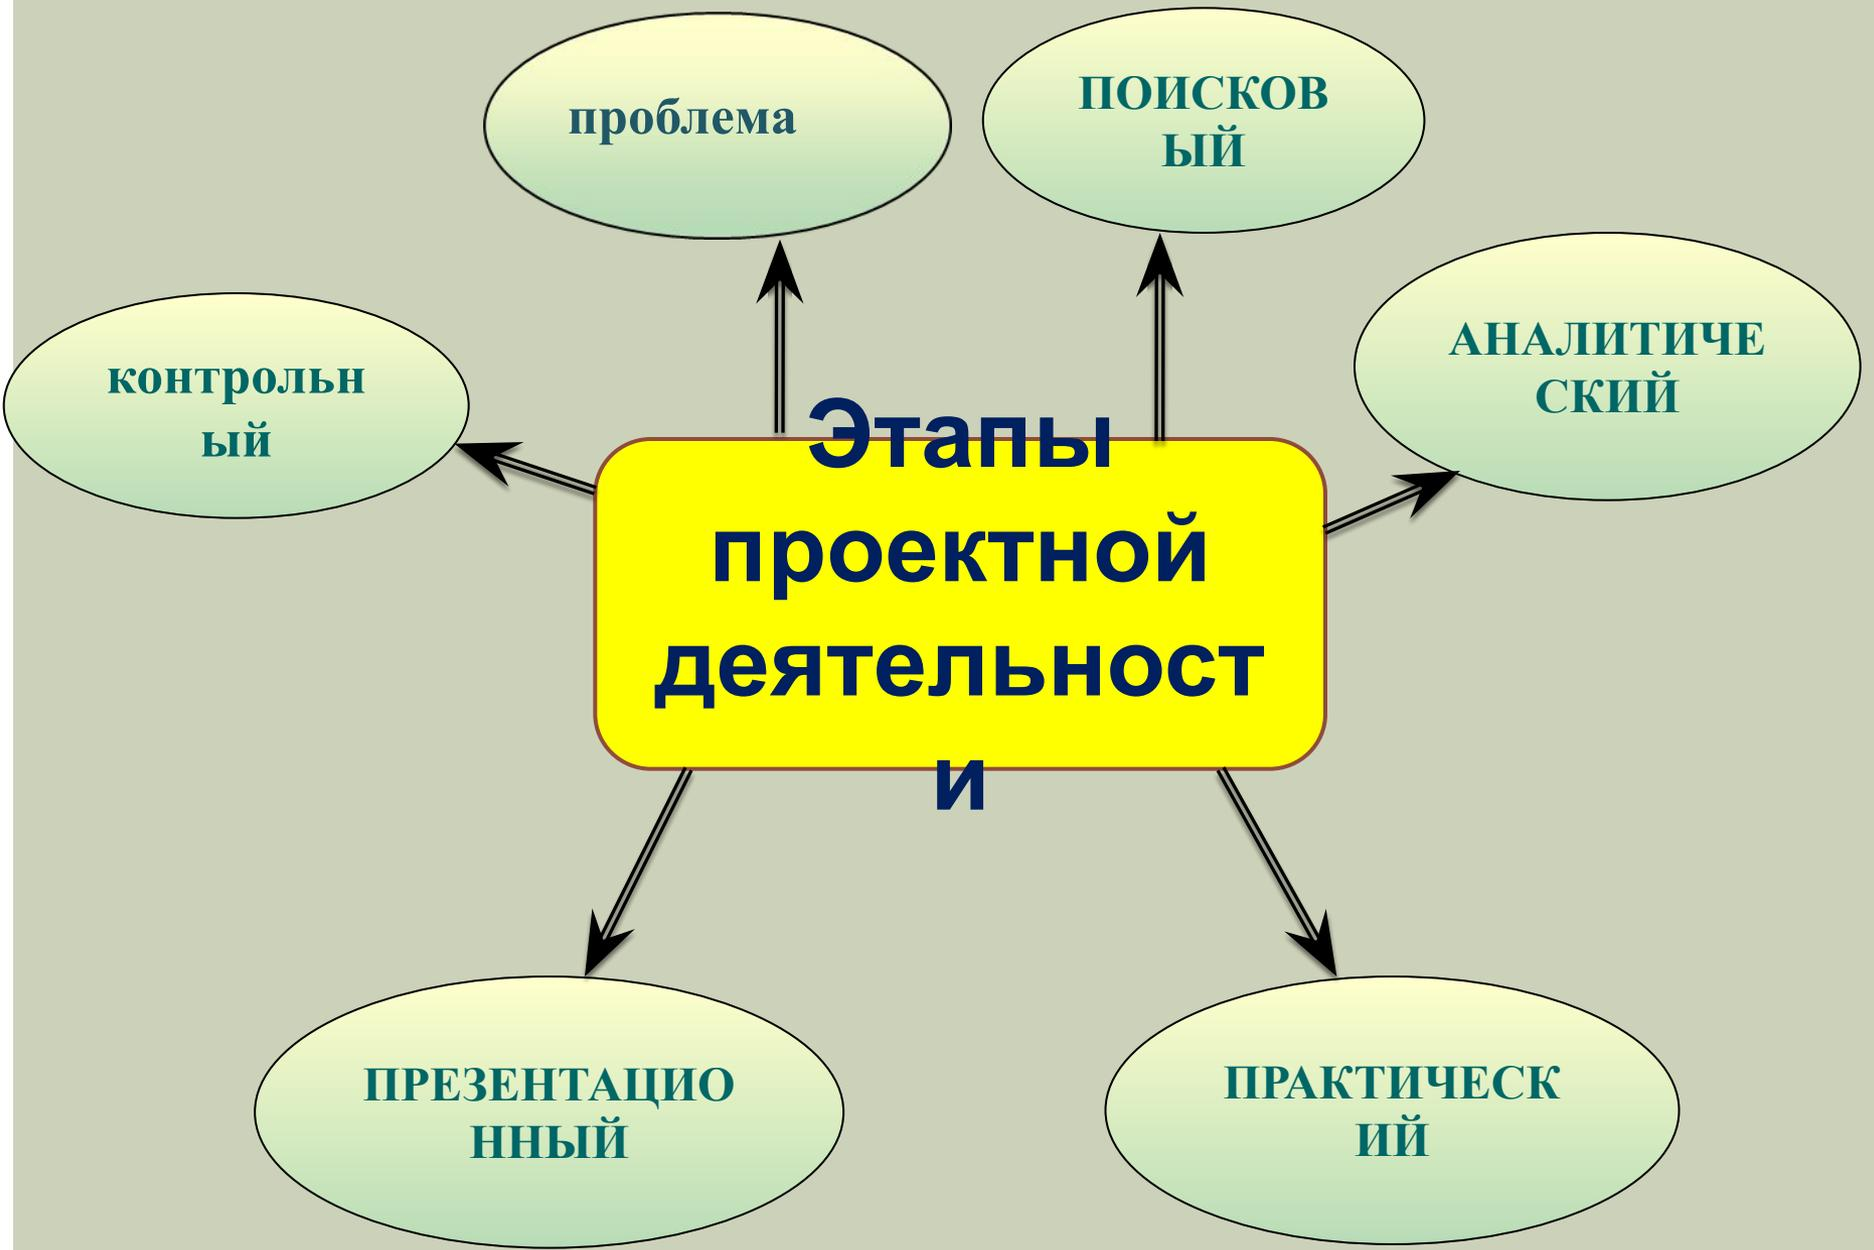 проблема
ПОИСКОВ
ЫЙ
АНАЛИТИЧЕ
СКИЙ
контрольн
ый
Этапы
проектной
деятельност
и
ПРЕЗЕНТАЦИО
ННЫЙ
ПРАКТИЧЕСК
ИЙ